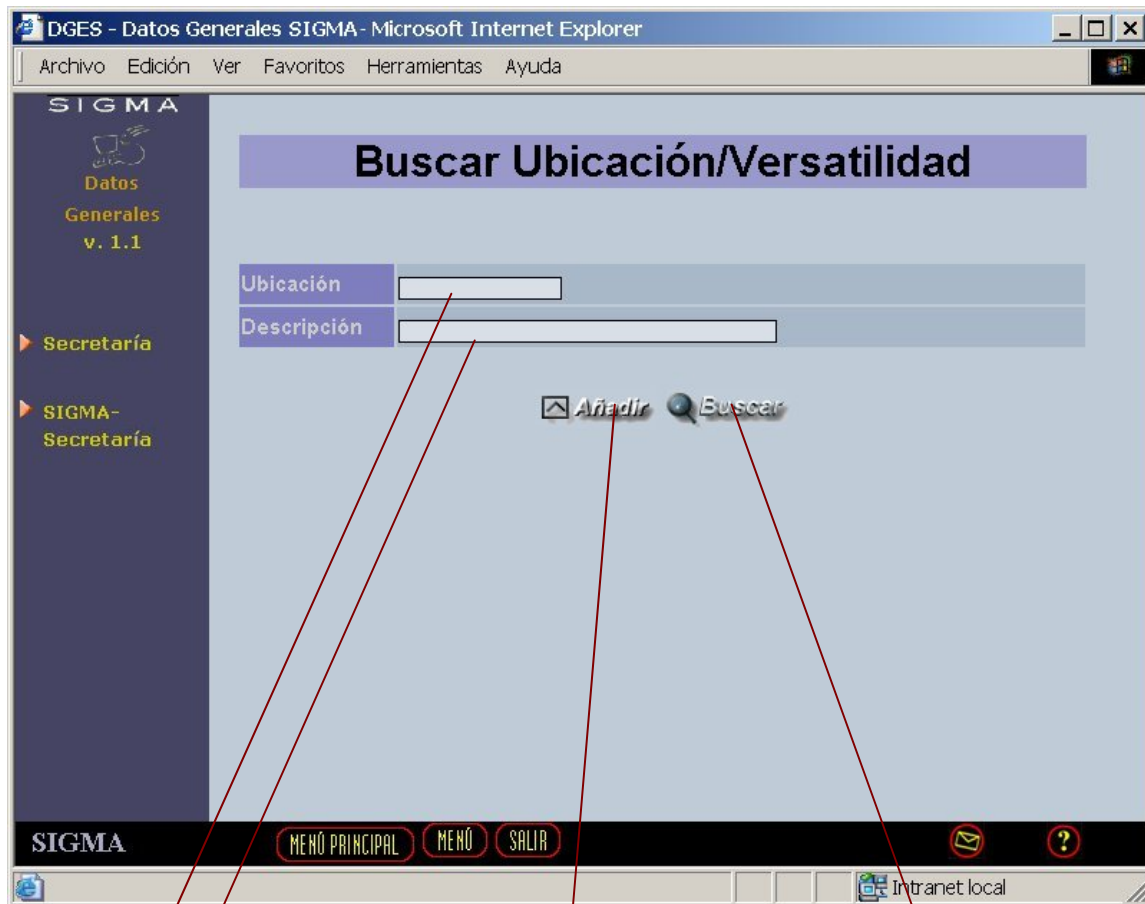 DGES - Datos Generales SIGMA- Microsoft Internet Explorer
Archivo Edición Ver Favoritos Herramientas Ayuda
SIGMA
Datos
Generales
v. 1.1
Secretaría
SIGMA-
Secretaría
Buscar Ubicación/Versatilidad
Ubicación
Descripción
Añadir Buscar
SIGMA MENÚ PRINCIPAL MENÚ SALIR ?
Intranet local